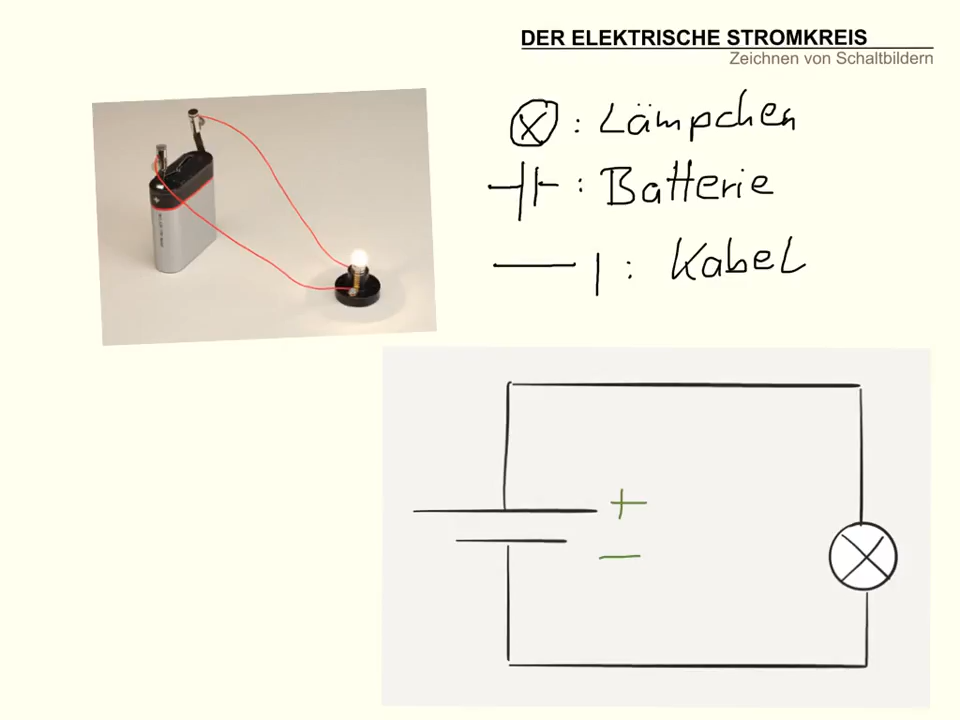 DER ELEKTRISCHE STROMKREIS
Zeichnen von Schaltbildern
: Lämpchen
: Batterie
: Kabel
+
−